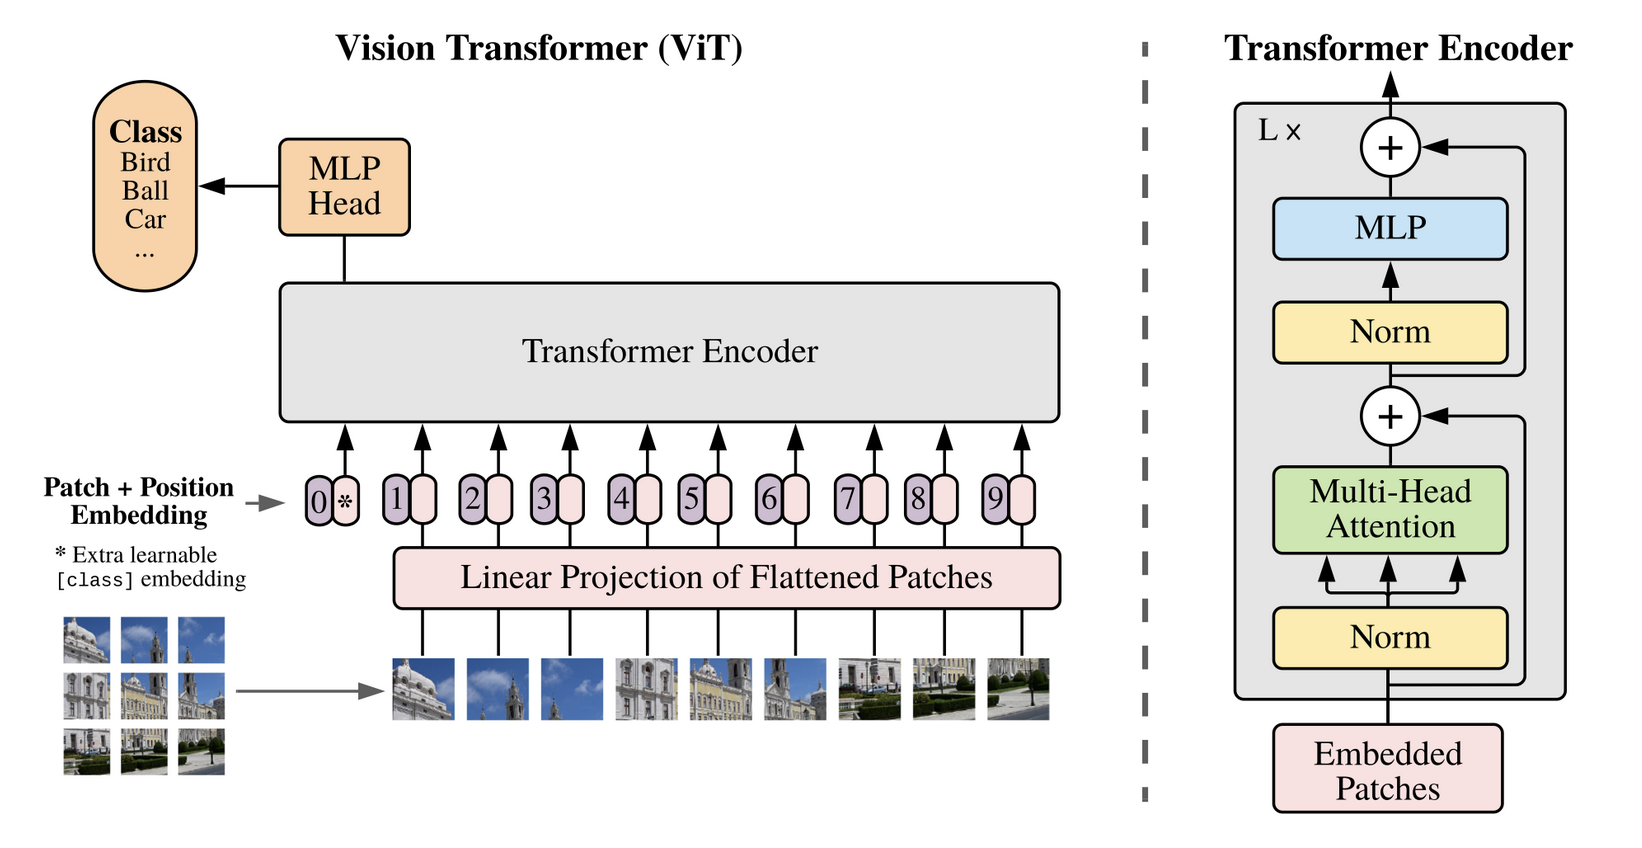 Vision Transformer (ViT)
Class
Bird
Ball
Car
...
MLP
Head
Transformer Encoder
Patch + Position
Embedding
0 * 1 2 3 4 5 6 7 8 9
* Extra learnable
[class] embedding
Linear Projection of Flattened Patches
Transformer Encoder
L ×
+
MLP
Norm
+
Multi-Head
Attention
Norm
Embedded
Patches